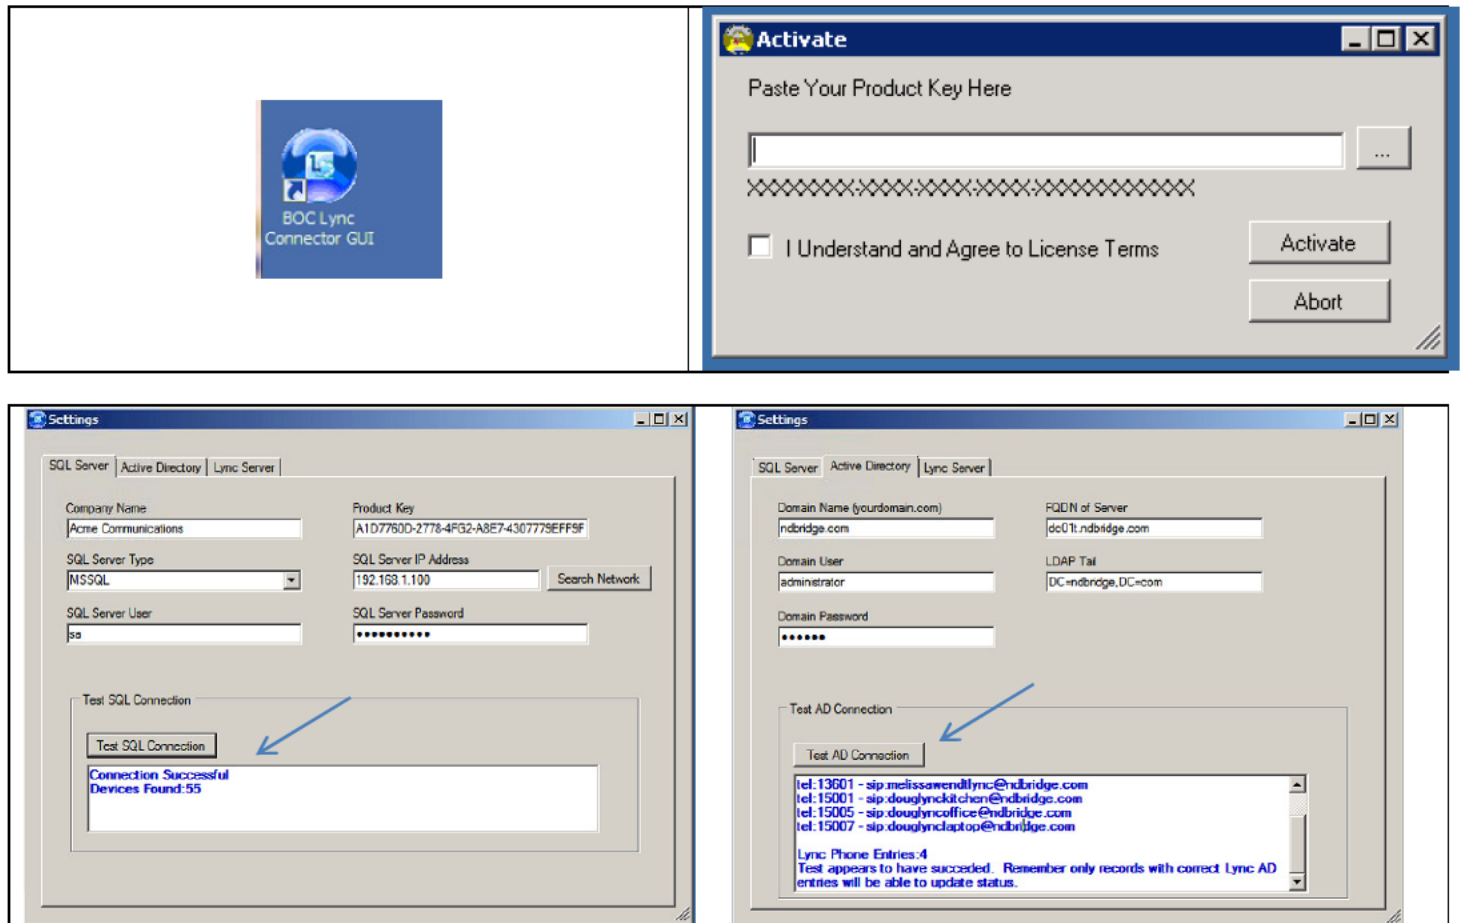 BOC Lync
Connector GUI
Activate
Paste Your Product Key Here
...
XXXXXXXX-XXXX-XXXX-XXXX-XXXXXXXXXXXX
I Understand and Agree to License Terms
Activate
Abort
Settings
SQL Server Active Directory Lync Server
Company Name Product Key
Acme Communications A1D7760D-2778-4FG2-A8E7-4307779EFF9F
SQL Server Type SQL Server IP Address
MSSQL 192.168.1.100 Search Network
SQL Server User SQL Server Password
sa ••••••••••
Test SQL Connection
Test SQL Connection
Connection Successful
Devices Found:55
Settings
SQL Server Active Directory Lync Server
Domain Name (yourdomain.com) FQDN of Server
ndbridge.com dc01t.ndbridge.com
Domain User LDAP Tail
administrator DC=ndbridge,DC=com
Domain Password
••••••
Test AD Connection
Test AD Connection
tel:13601 - sip:melissawendtlync@ndbridge.com
tel:15001 - sip:douglynckitchen@ndbridge.com
tel:15005 - sip:douglyncoffice@ndbridge.com
tel:15007 - sip:douglynclaptop@ndbridge.com
Lync Phone Entries:4
Test appears to have succeded. Remember only records with correct Lync AD
entries will be able to update status.